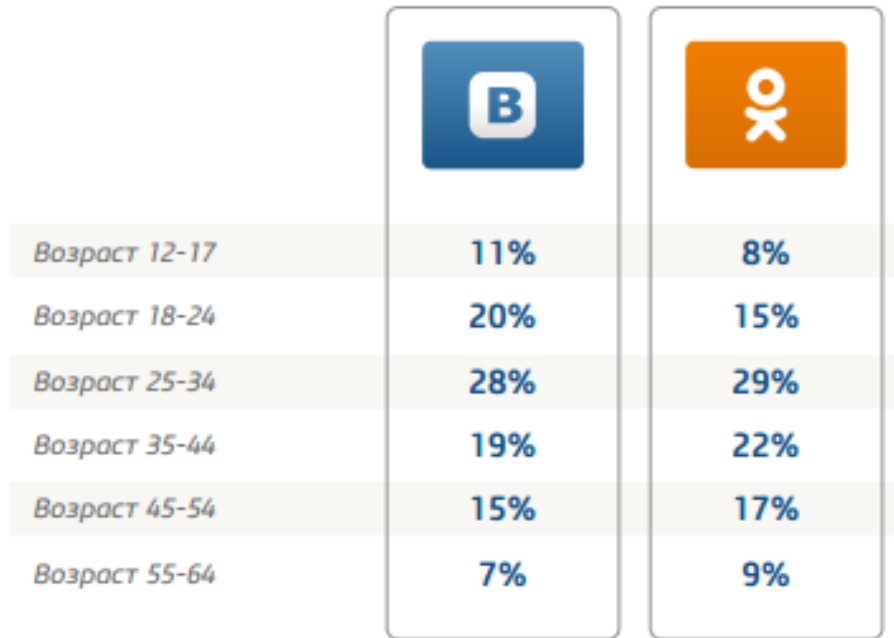 В
Возраст 12-17 11% 8%
Возраст 18-24 20% 15%
Возраст 25-34 28% 29%
Возраст 35-44 19% 22%
Возраст 45-54 15% 17%
Возраст 55-64 7% 9%